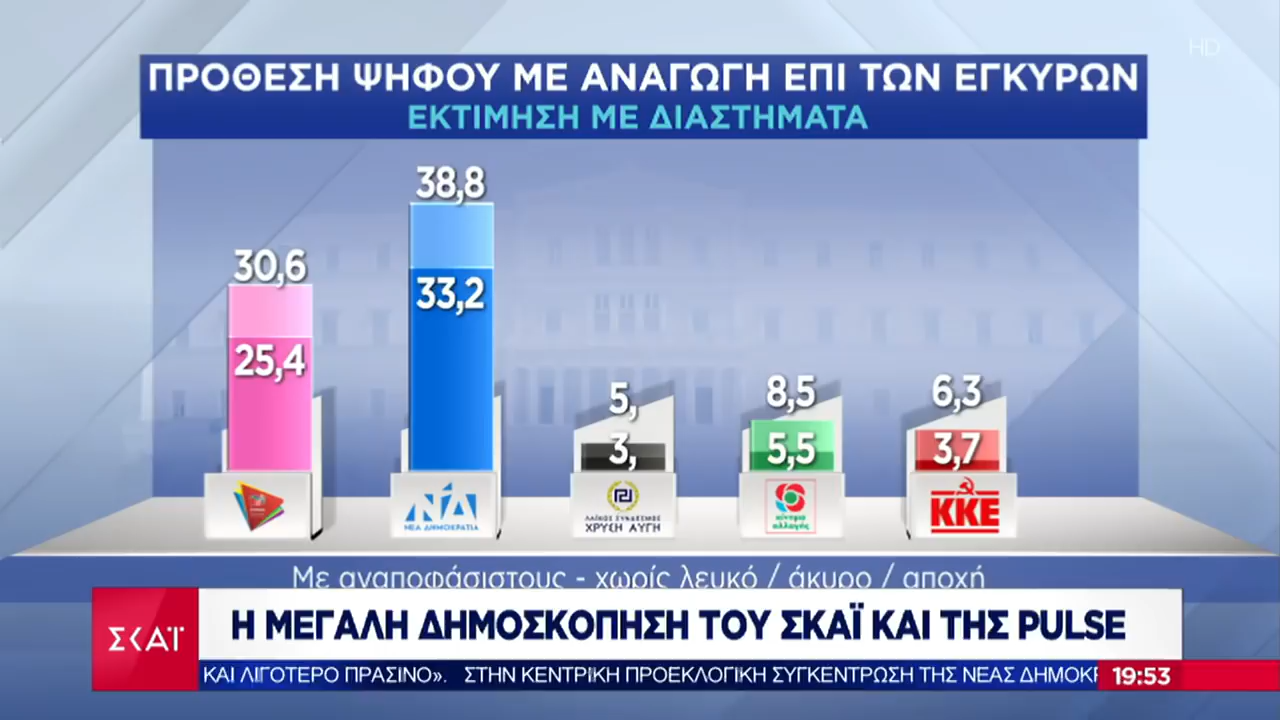 HD
ΠΡΟΘΕΣΗ ΨΗΦΟΥ ΜΕ ΑΝΑΓΩΓΗ ΕΠΙ ΤΩΝ ΕΓΚΥΡΩΝ
ΕΚΤΙΜΗΣΗ ΜΕ ΔΙΑΣΤΗΜΑΤΑ
30,6 38,8 5, 8,5 6,3
25,4 33,2 3, 5,5 3,7
ΝΔ
ΝΕΑ ΔΗΜΟΚΡΑΤΙΑ
ΛΑΪΚΟΣ ΣΥΝΔΕΣΜΟΣ
ΧΡΥΣΗ ΑΥΓΗ
κίνημα
αλλαγής
ΚΚΕ
Με αναποφάσιστους - χωρίς λευκό / άκυρο / αποχή
ΣΚΑΪ
Η ΜΕΓΑΛΗ ΔΗΜΟΣΚΟΠΗΣΗ ΤΟΥ ΣΚΑΪ ΚΑΙ ΤΗΣ PULSE
ΚΑΙ ΛΙΓΟΤΕΡΟ ΠΡΑΣΙΝΟ». ΣΤΗΝ ΚΕΝΤΡΙΚΗ ΠΡΟΕΚΛΟΓΙΚΗ ΣΥΓΚΕΝΤΡΩΣΗ ΤΗΣ ΝΕΑΣ ΔΗΜΟΚΡ
19:53